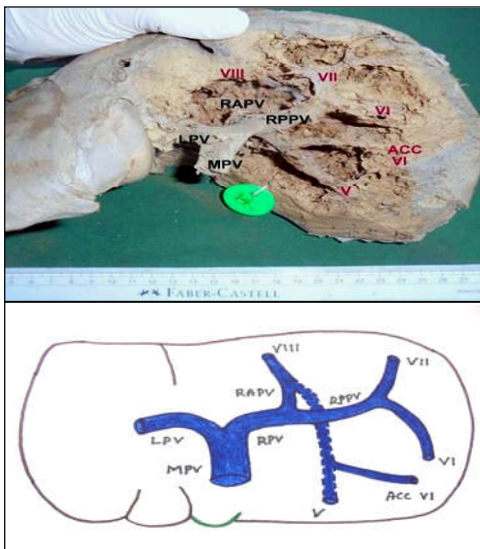 VIII
VII
RAPV
VI
RPPV
LPV
ACC
VI
MPV
V
FABER-CASTELL
VIII
VII
RAPV
RPPV
LPV
RPV
MPV
VI
ACC VI
V